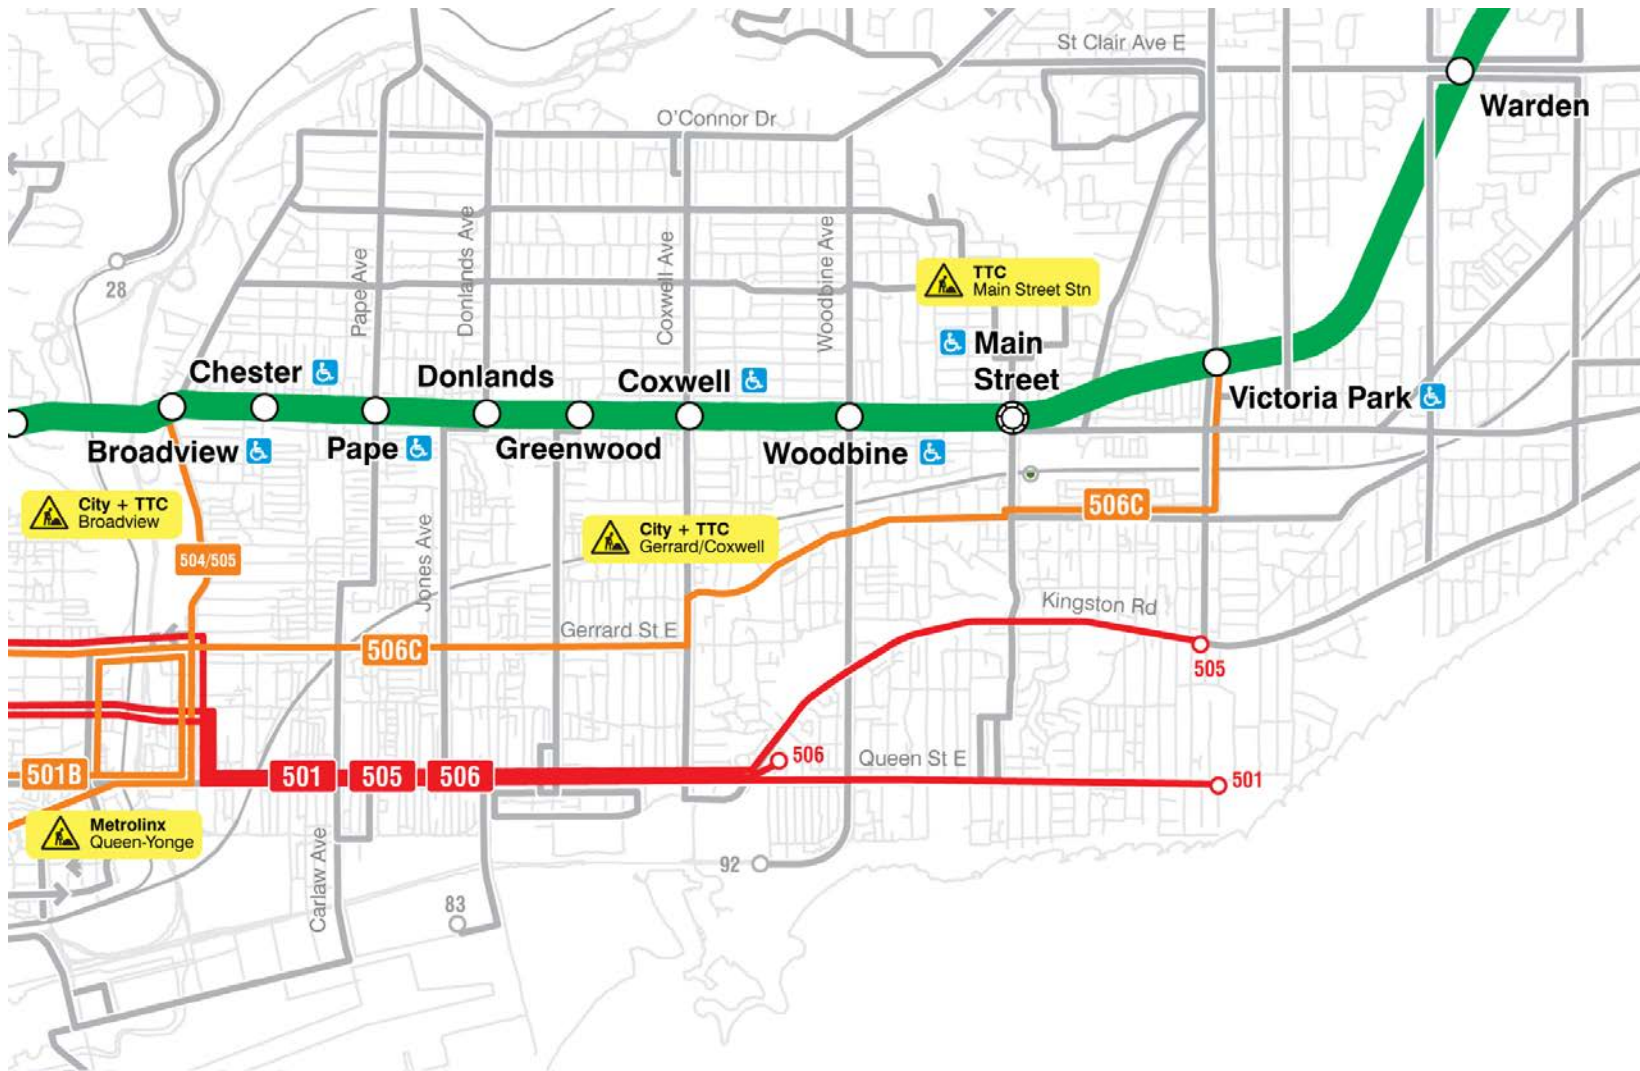 St Clair Ave E
Warden
O'Connor Dr
Pape Ave
Donlands Ave
Coxwell Ave
Woodbine Ave
28
TTC
Main Street Stn
Main
Street
Chester
Donlands
Coxwell
Victoria Park
Broadview
Pape
Greenwood
Woodbine
City + TTC
Broadview
506C
City + TTC
Gerrard/Coxwell
504/505
Jones Ave
Kingston Rd
Gerrard St E
506C
505
501B
501
505
506
506
Queen St E
501
Metrolinx
Queen-Yonge
Carlaw Ave
92
83